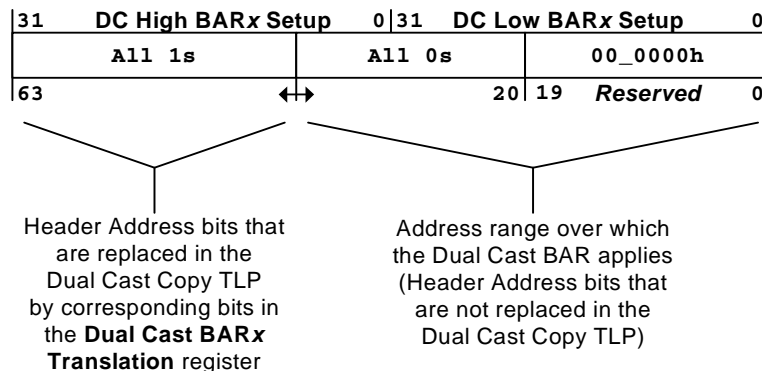 31 DC High BARx Setup 0 31 DC Low BARx Setup 0
All 1s All 0s 00_0000h
63 20 19 Reserved 0
Header Address bits that
are replaced in the
Dual Cast Copy TLP
by corresponding bits in
the Dual Cast BARx
Translation register
Address range over which
the Dual Cast BAR applies
(Header Address bits that
are not replaced in the
Dual Cast Copy TLP)